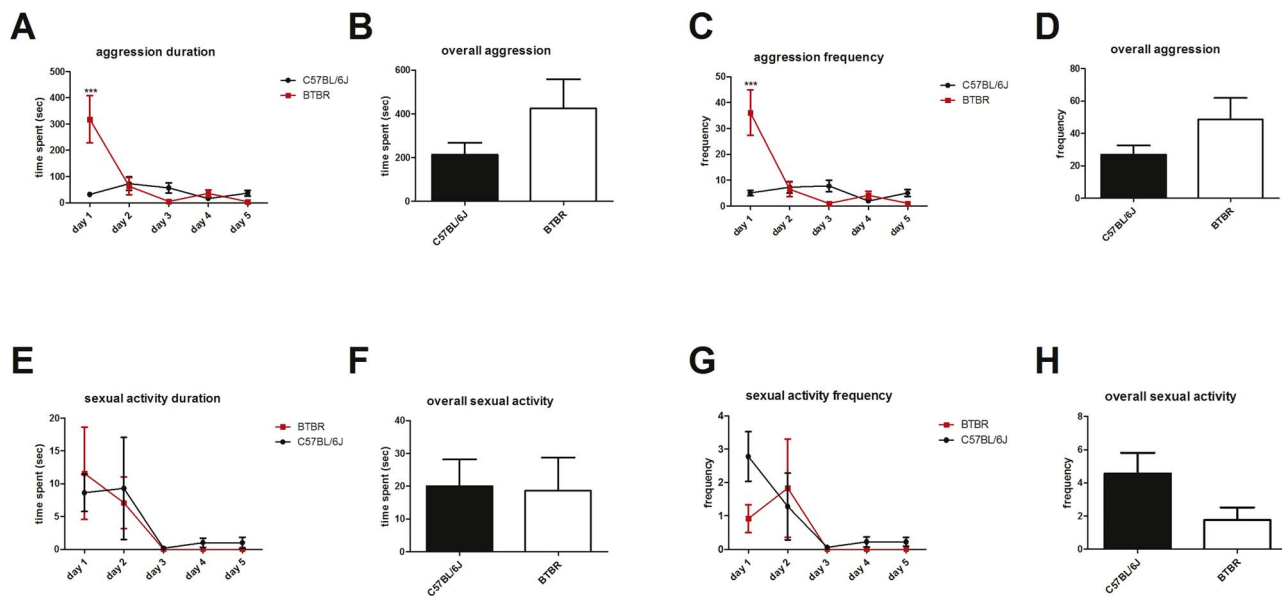 A
aggression duration
time spent (sec)
500
400
300
200
100
0
***
day 1
day 2
day 3
day 4
day 5
C57BL/6J
BTBR
B
overall aggression
time spent (sec)
600
400
200
0
C57BL/6J
BTBR
C
aggression frequency
frequency
50
40
30
20
10
0
***
day 1
day 2
day 3
day 4
day 5
C57BL/6J
BTBR
D
overall aggression
frequency
80
60
40
20
0
C57BL/6J
BTBR
E
sexual activity duration
time spent (sec)
20
15
10
5
0
day 1
day 2
day 3
day 4
day 5
BTBR
C57BL/6J
F
overall sexual activity
time spent (sec)
40
30
20
10
0
C57BL/6J
BTBR
G
sexual activity frequency
frequency
4
3
2
1
0
day 1
day 2
day 3
day 4
day 5
BTBR
C57BL/6J
H
overall sexual activity
frequency
8
6
4
2
0
C57BL/6J
BTBR